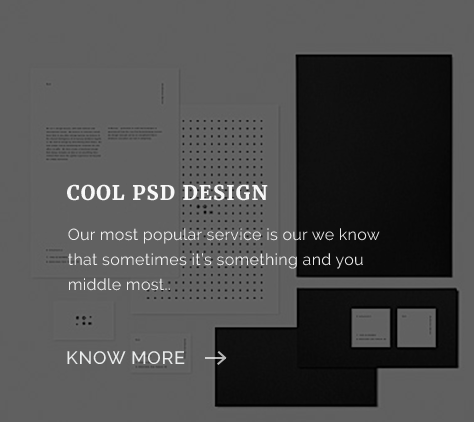 COOL PSD DESIGN
Our most popular service is our we know
that sometimes it's something and you
middle most..
KNOW MORE